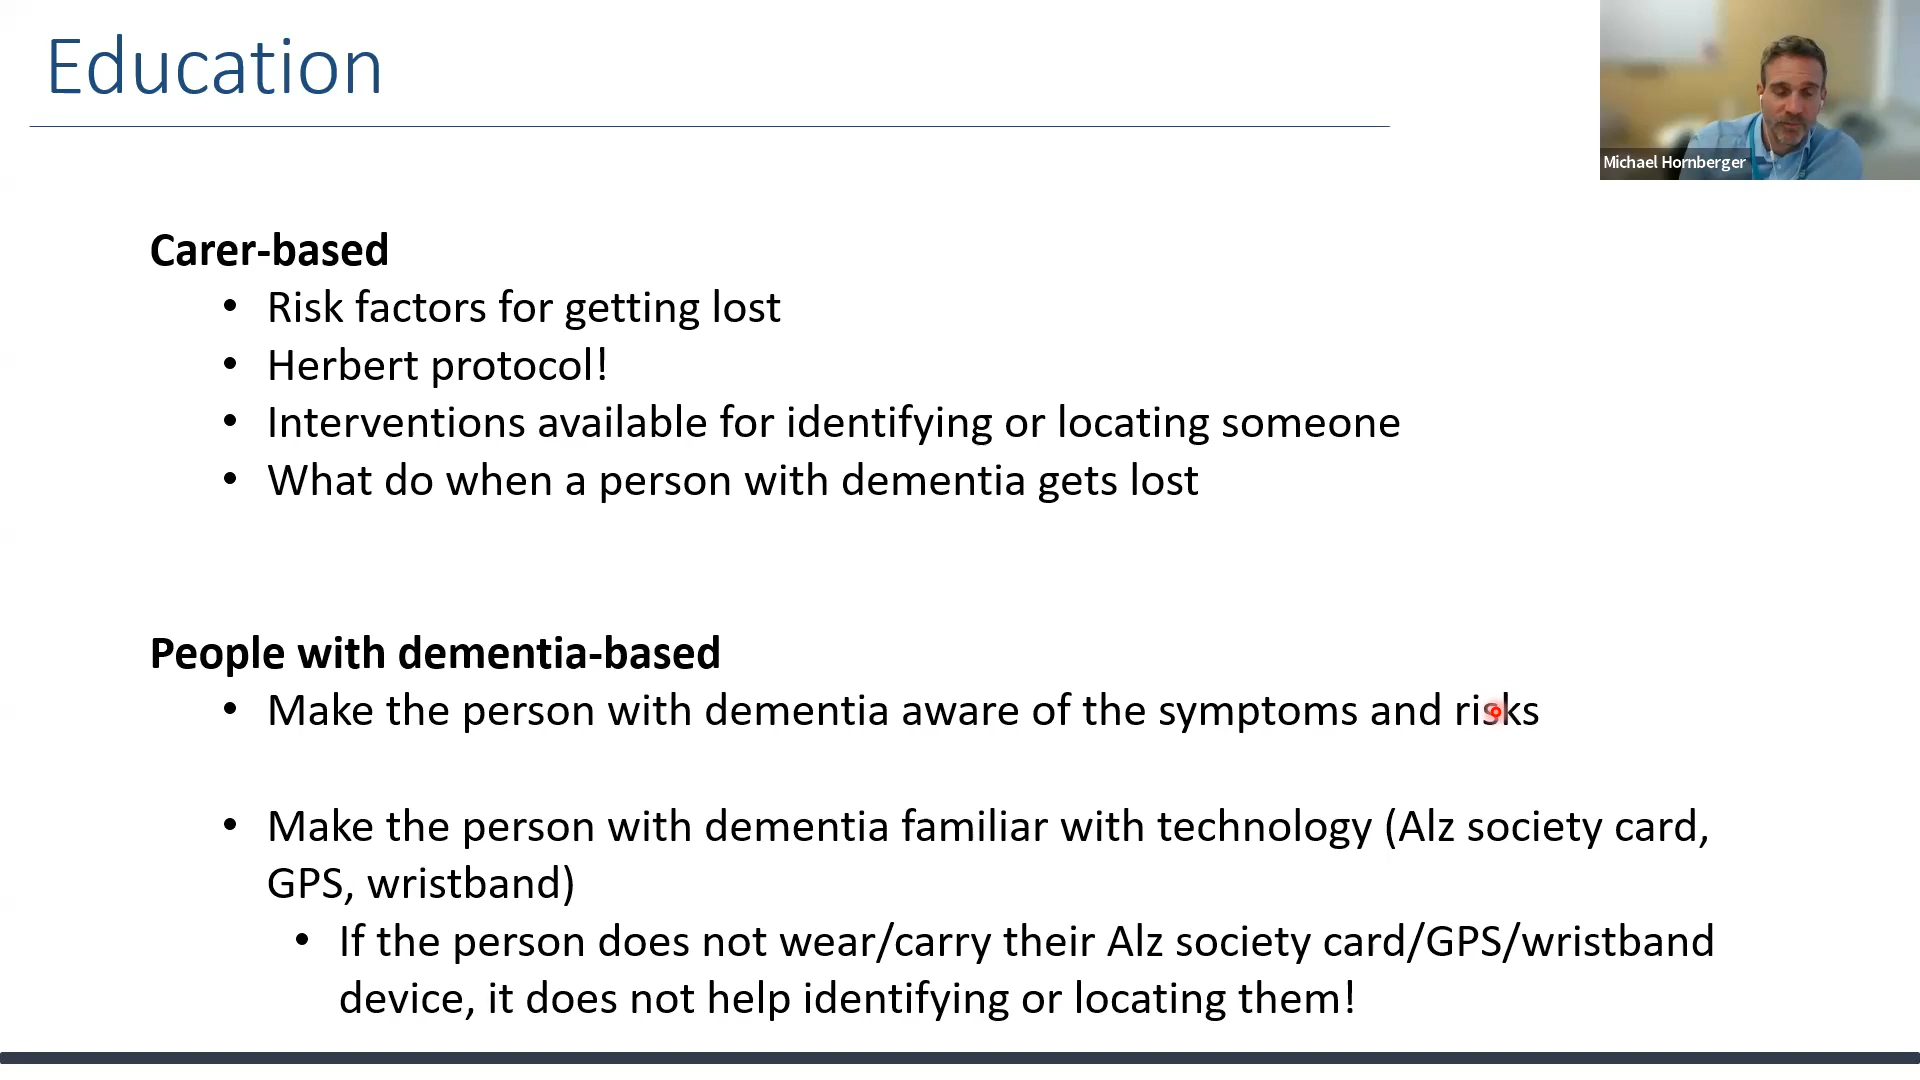 Education
Michael Hornberger
Carer-based
• Risk factors for getting lost
• Herbert protocol!
• Interventions available for identifying or locating someone
• What do when a person with dementia gets lost
People with dementia-based
• Make the person with dementia aware of the symptoms and risks
• Make the person with dementia familiar with technology (Alz society card,
GPS, wristband)
• If the person does not wear/carry their Alz society card/GPS/wristband
device, it does not help identifying or locating them!